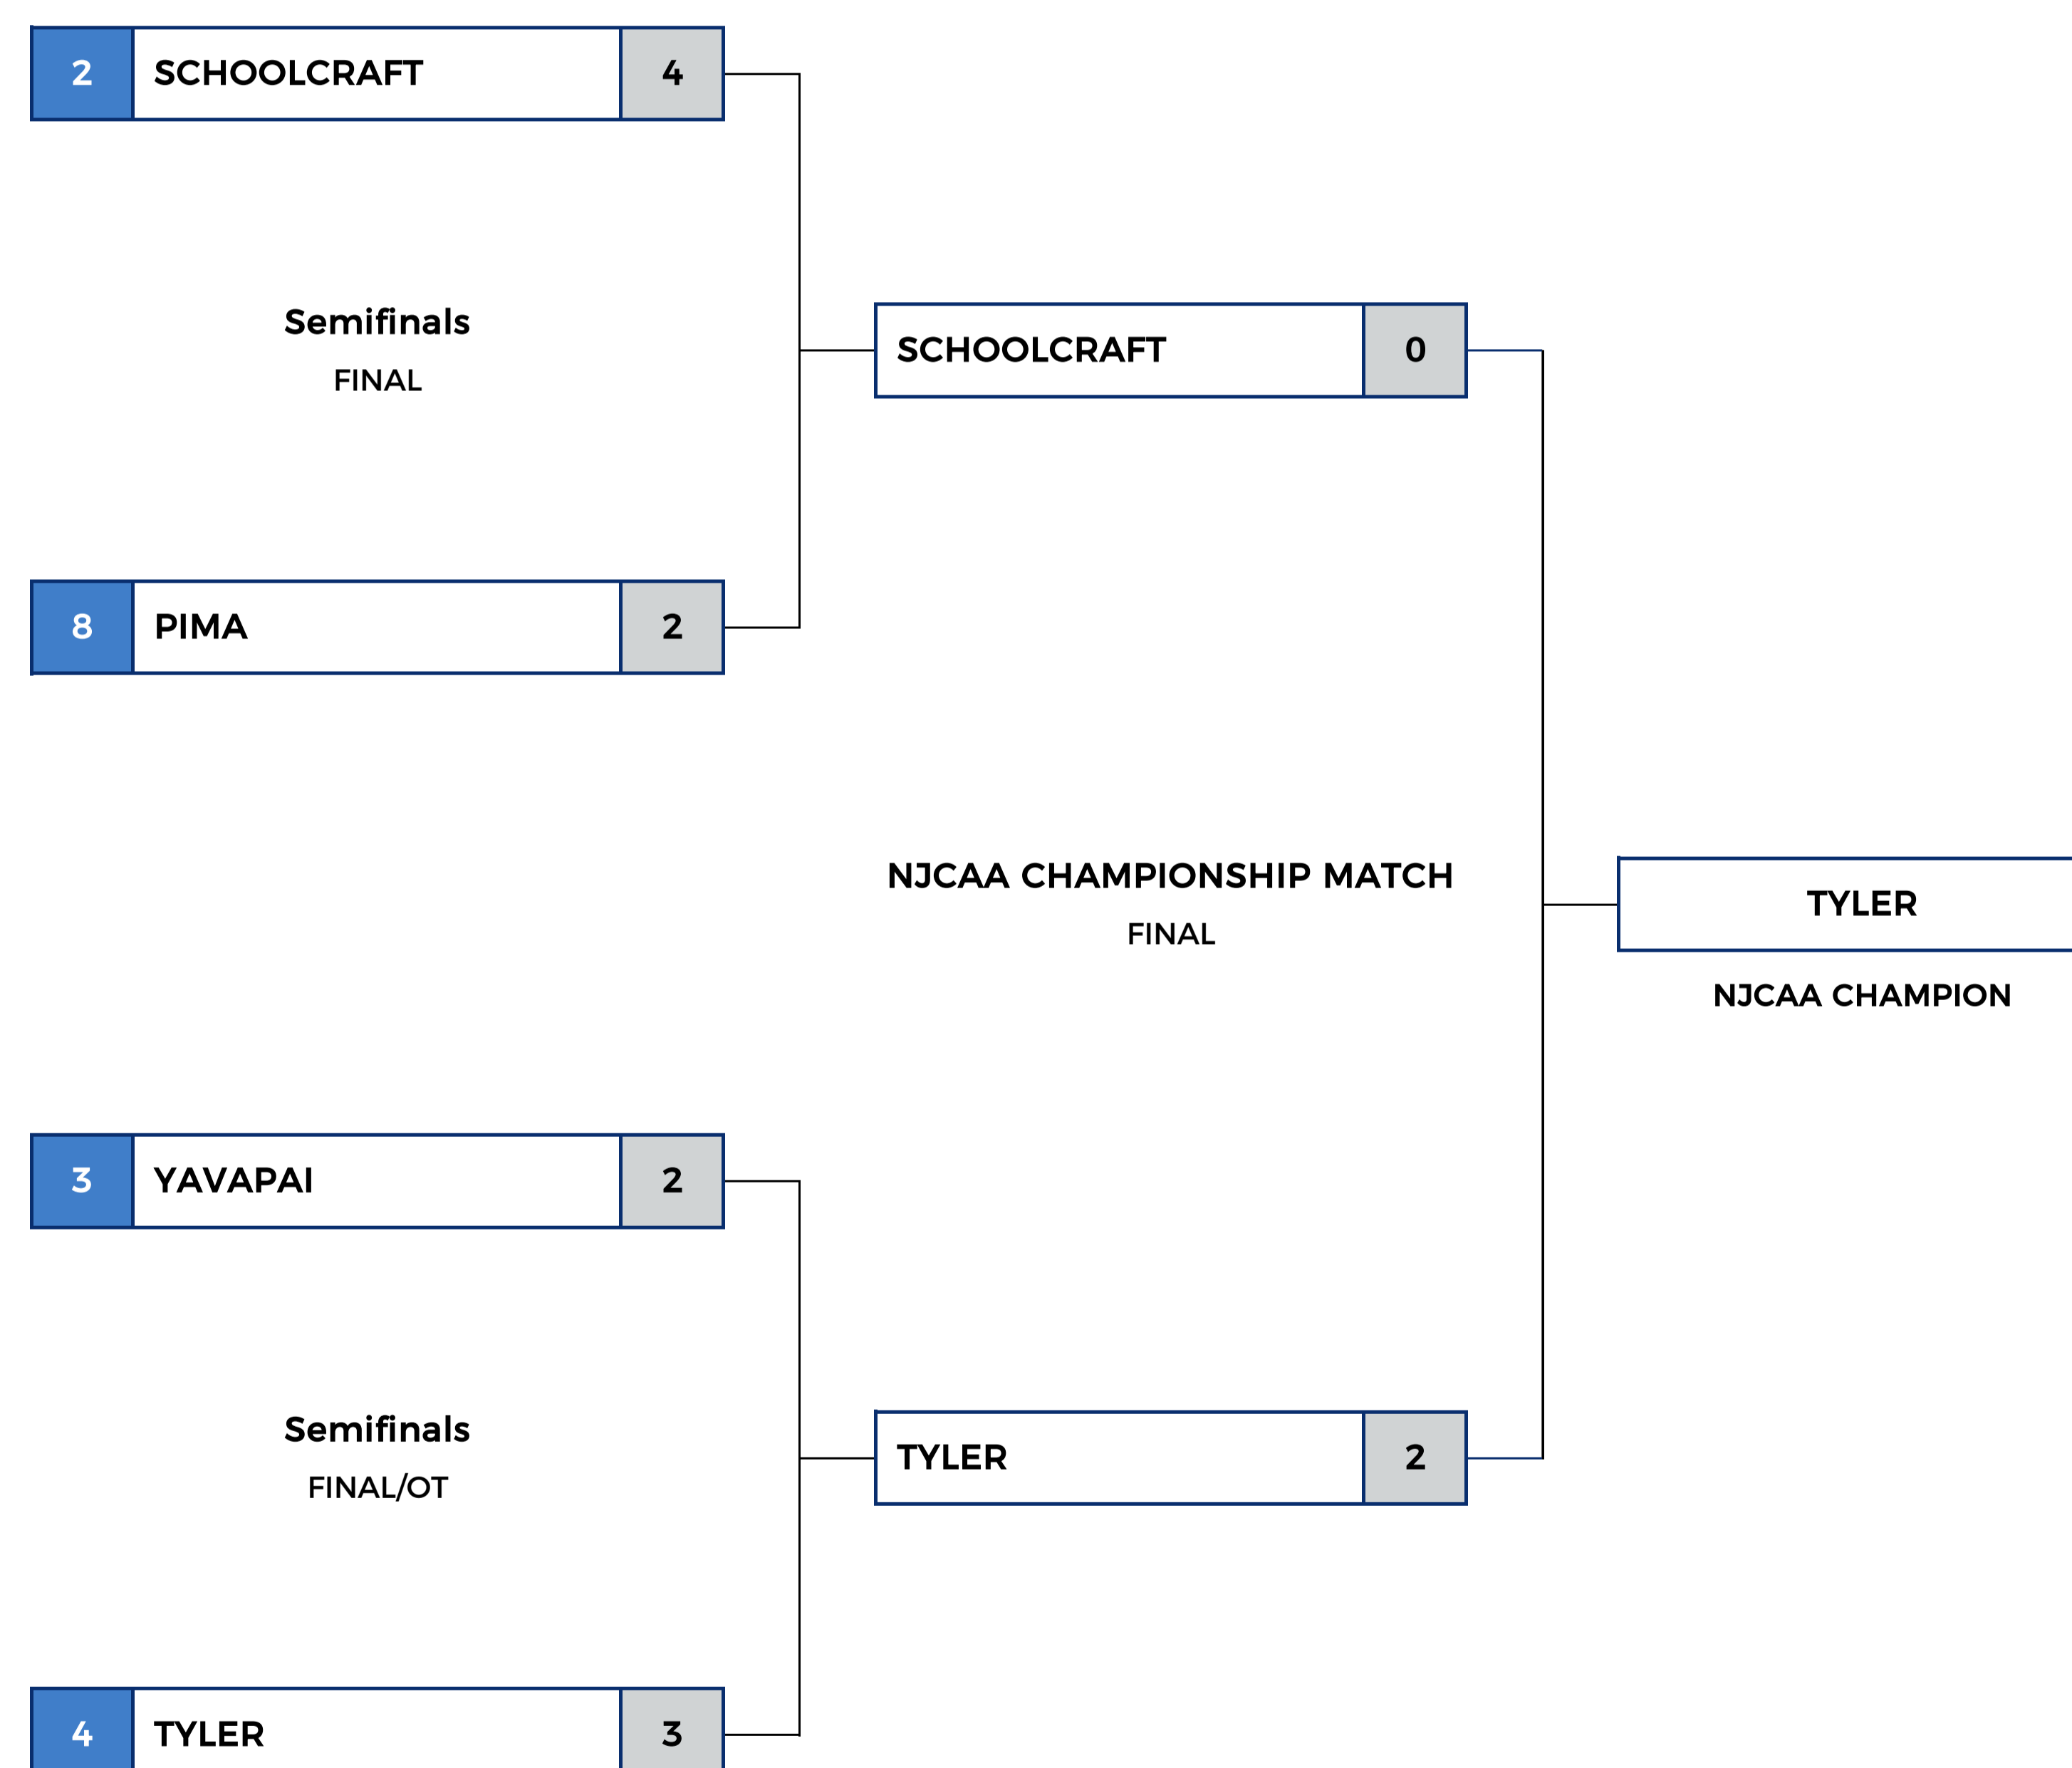 2 SCHOOLCRAFT 4
Semifinals
FINAL
8 PIMA 2
SCHOOLCRAFT 0
NJCAA CHAMPIONSHIP MATCH
FINAL
TYLER
NJCAA CHAMPION
3 YAVAPAI 2
Semifinals
FINAL/OT
4 TYLER 3
TYLER 2